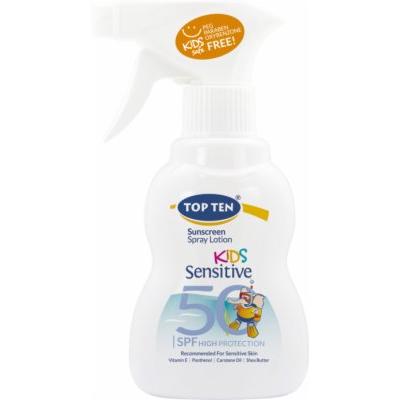 PEG
PARABEN
OXYBENZONE
FREE!
KIDS
safe
TOP TEN
Sunscreen
Spray Lotion
KIDS
Sensitive
50
SPF HIGH PROTECTION
Recommended For Sensitive Skin
Vitamin E | Panthenol | Carotene Oil | Shea Butter